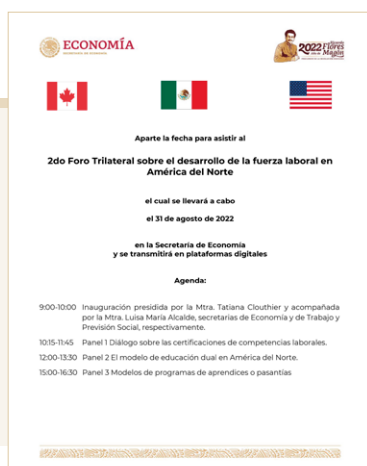 ECONOMÍA
SECRETARÍA DE ECONOMÍA
2022 Flores
Magón
Aparte la fecha para asistir al
2do Foro Trilateral sobre el desarrollo de la fuerza laboral en
América del Norte
el cual se llevará a cabo
el 31 de agosto de 2022
en la Secretaría de Economía
y se transmitirá en plataformas digitales
Agenda:
9:00-10:00 Inauguración presidida por la Mtra. Tatiana Clouthier y acompañada
por la Mtra. Luisa María Alcalde, secretarias de Economía y de Trabajo y
Previsión Social, respectivamente.
10:15-11:45 Panel 1 Diálogo sobre las certificaciones de competencias laborales.
12:00-13:30 Panel 2 El modelo de educación dual en América del Norte.
15:00-16:30 Panel 3 Modelos de programas de aprendices o pasantías